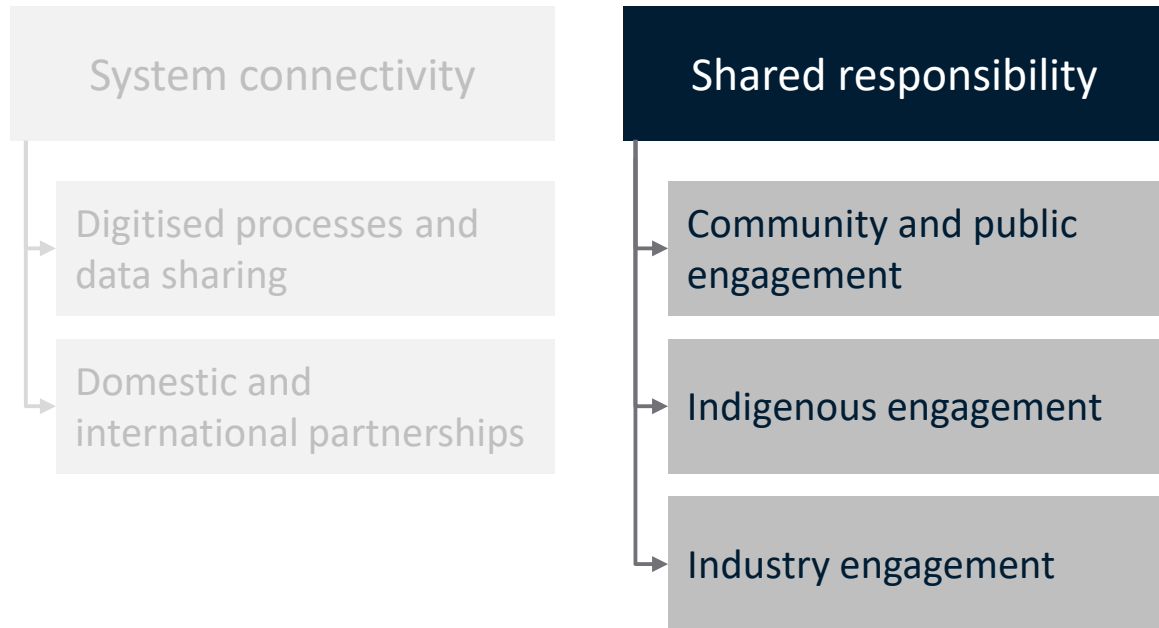 System connectivity
Digitised processes and
data sharing
Domestic and
international partnerships
Shared responsibility
Community and public
engagement
Indigenous engagement
Industry engagement